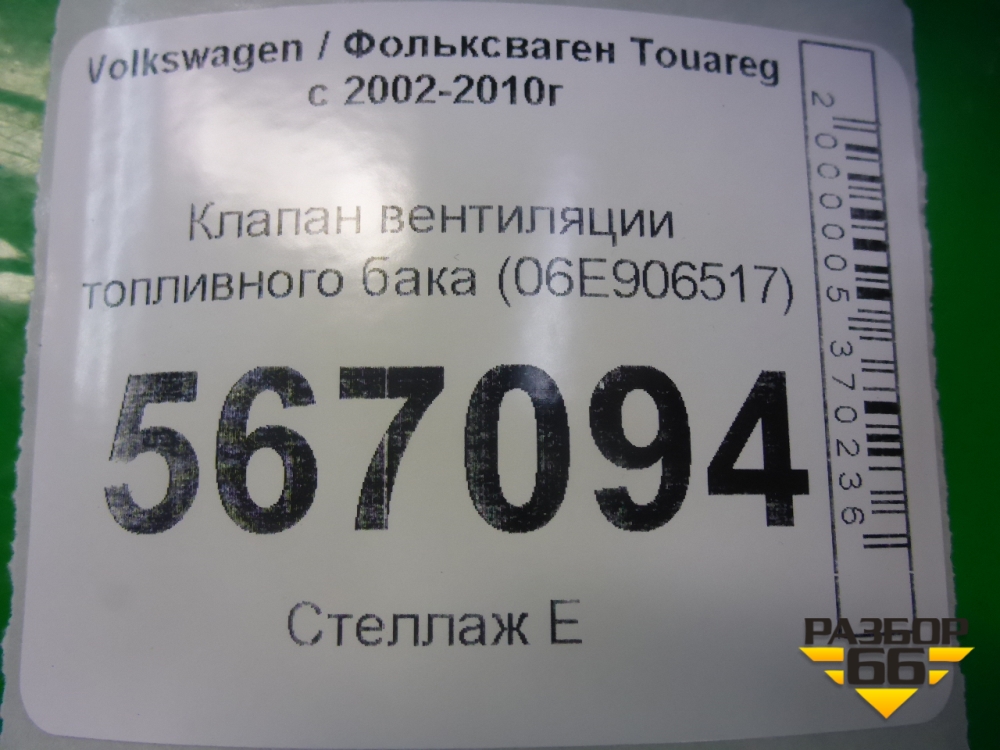 Volkswagen / Фольксваген Touareg
с 2002-2010г
Клапан вентиляции
топливного бака (06E906517)
567094
Стеллаж Е
2000005370236
РАЗБОР
66